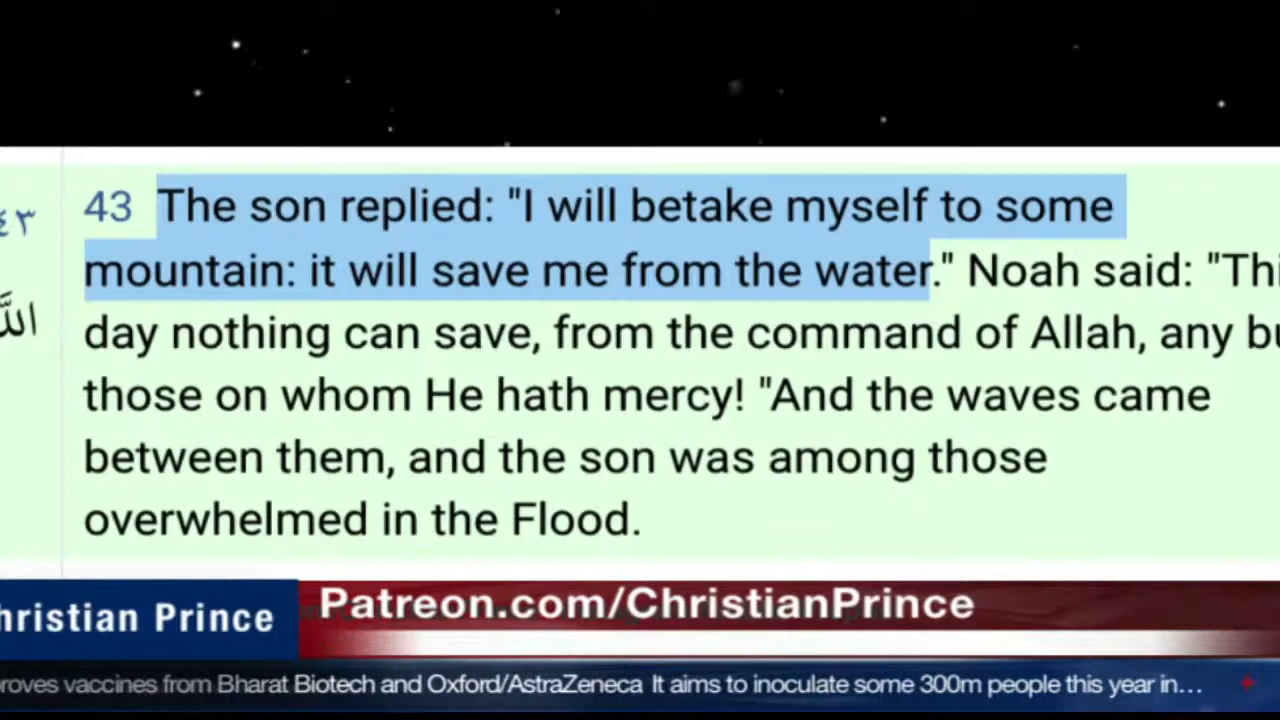 43 The son replied: "I will betake myself to some
mountain: it will save me from the water." Noah said: "Thi
day nothing can save, from the command of Allah, any bu
those on whom He hath mercy! "And the waves came
between them, and the son was among those
overwhelmed in the Flood.
٤٣
hristian Prince
Patreon.com/ChristianPrince
roves vaccines from Bharat Biotech and Oxford/AstraZeneca It aims to inoculate some 300m people this year in…